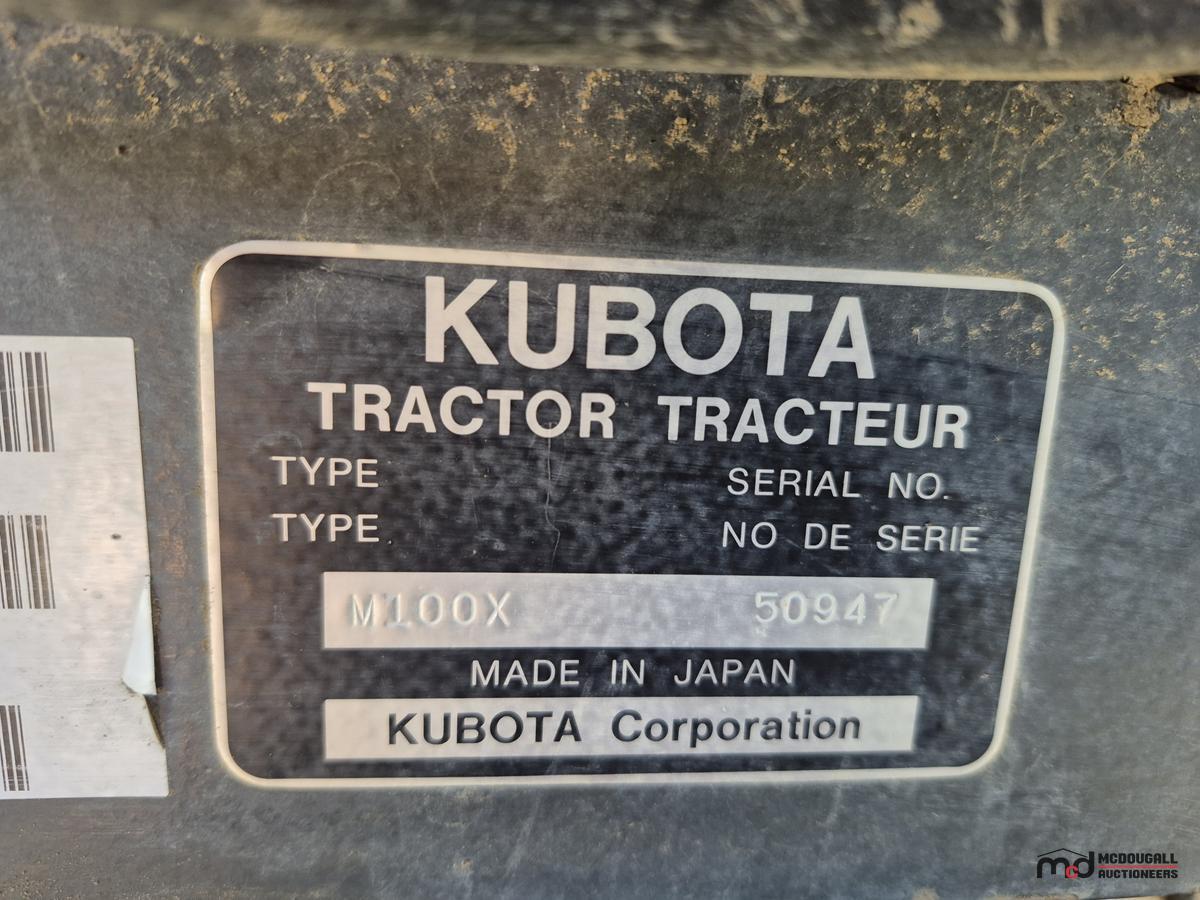 KUBOTA
TRACTOR TRACTEUR
TYPE SERIAL NO.
TYPE NO DE SERIE
M100X 50947
MADE IN JAPAN
KUBOTA Corporation
mcd MCDOUGALL
AUCTIONEERS